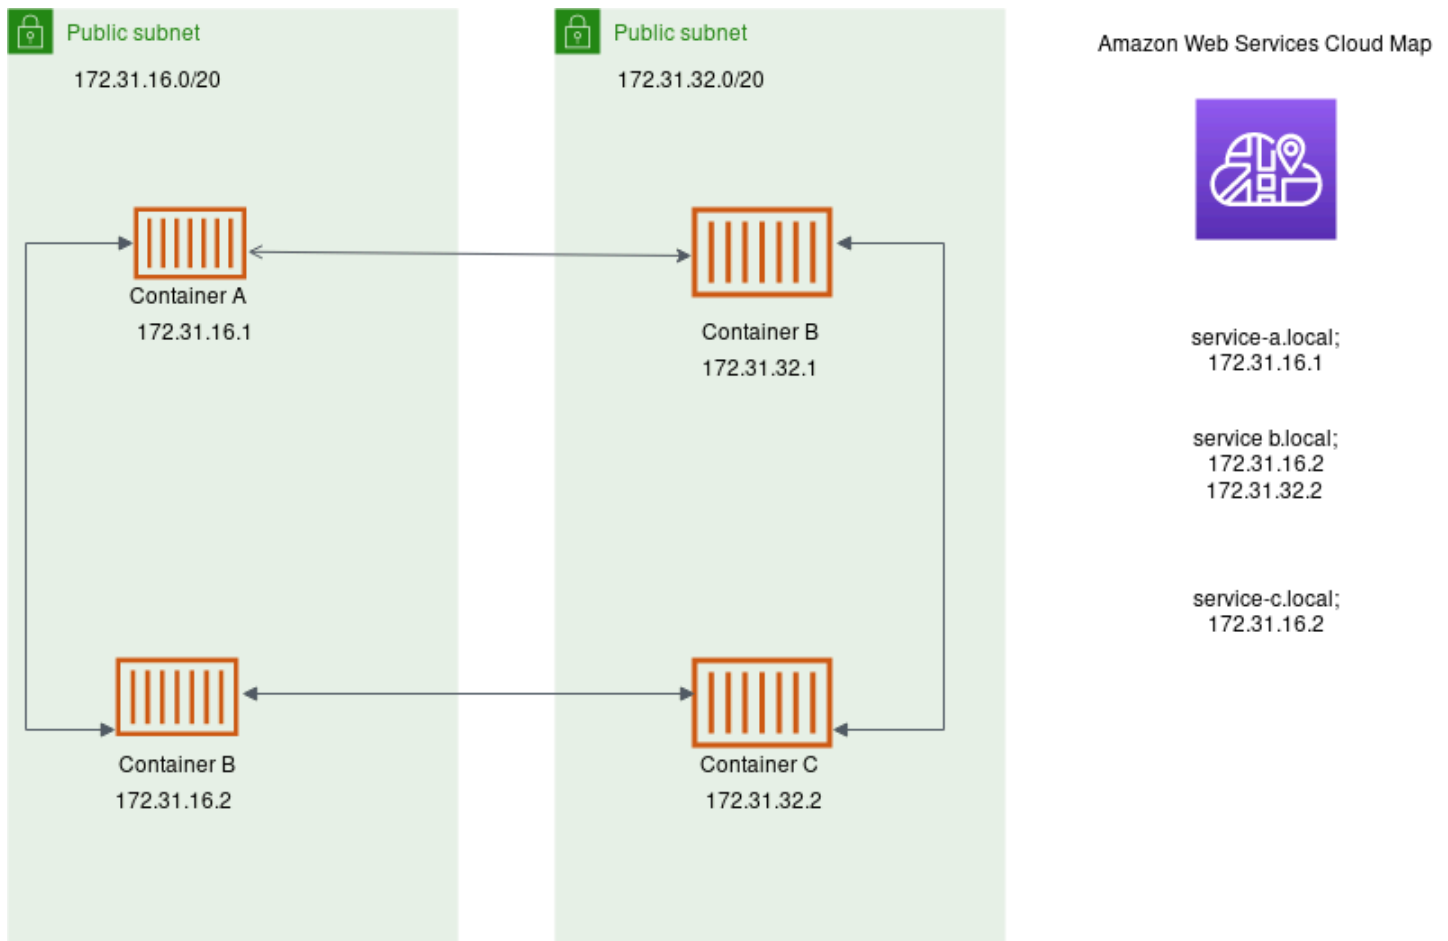 Public subnet
172.31.16.0/20
Container A
172.31.16.1
Container B
172.31.16.2
Public subnet
172.31.32.0/20
Container B
172.31.32.1
Container C
172.31.32.2
Amazon Web Services Cloud Map
service-a.local;
172.31.16.1
service b.local;
172.31.16.2
172.31.32.2
service-c.local;
172.31.16.2